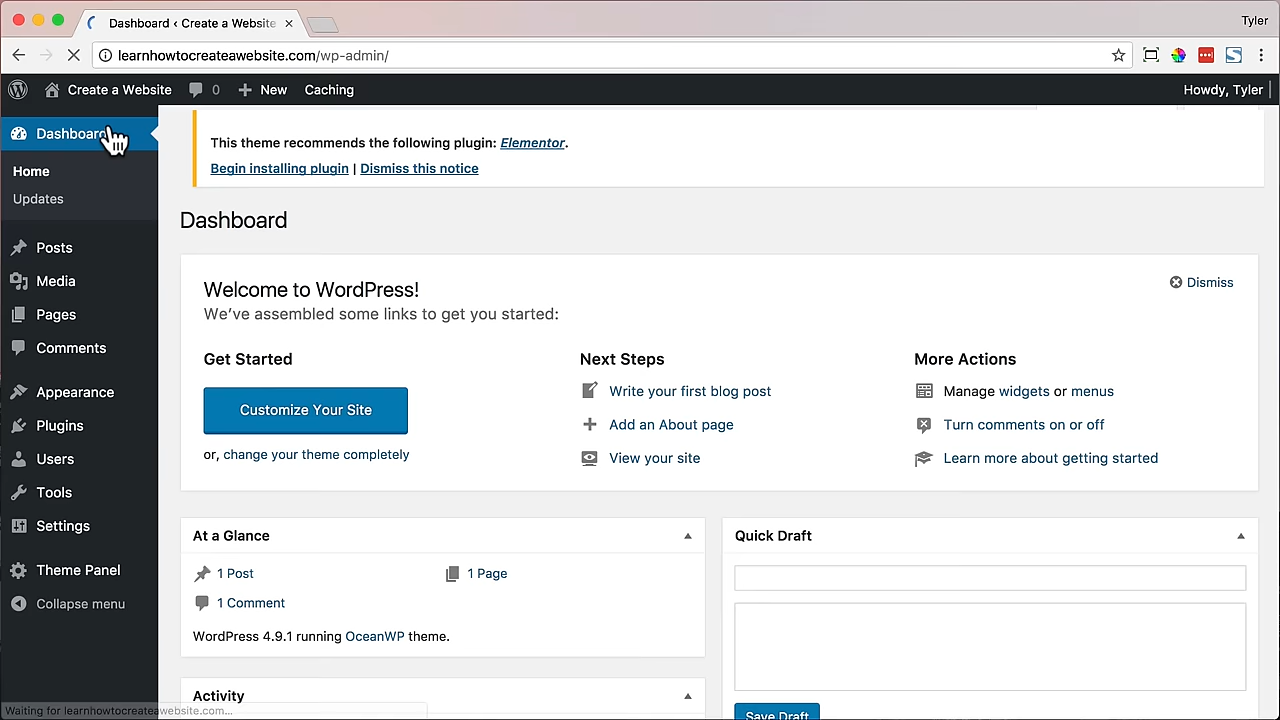 Dashboard ‹ Create a Website
Tyler
learnhowtocreateawebsite.com/wp-admin/
Create a Website 0 New Caching Howdy, Tyler
Dashboard
Home
Updates
Posts
Media
Pages
Comments
Appearance
Plugins
Users
Tools
Settings
Theme Panel
Collapse menu
This theme recommends the following plugin: Elementor.
Begin installing plugin | Dismiss this notice
Dashboard
Welcome to WordPress!
Dismiss
We've assembled some links to get you started:
Get Started
Customize Your Site
or, change your theme completely
Next Steps
Write your first blog post
Add an About page
View your site
More Actions
Manage widgets or menus
Turn comments on or off
Learn more about getting started
At a Glance
1 Post
1 Page
1 Comment
WordPress 4.9.1 running OceanWP theme.
Activity
Quick Draft
Save Draft
Waiting for learnhowtocreateawebsite.com...